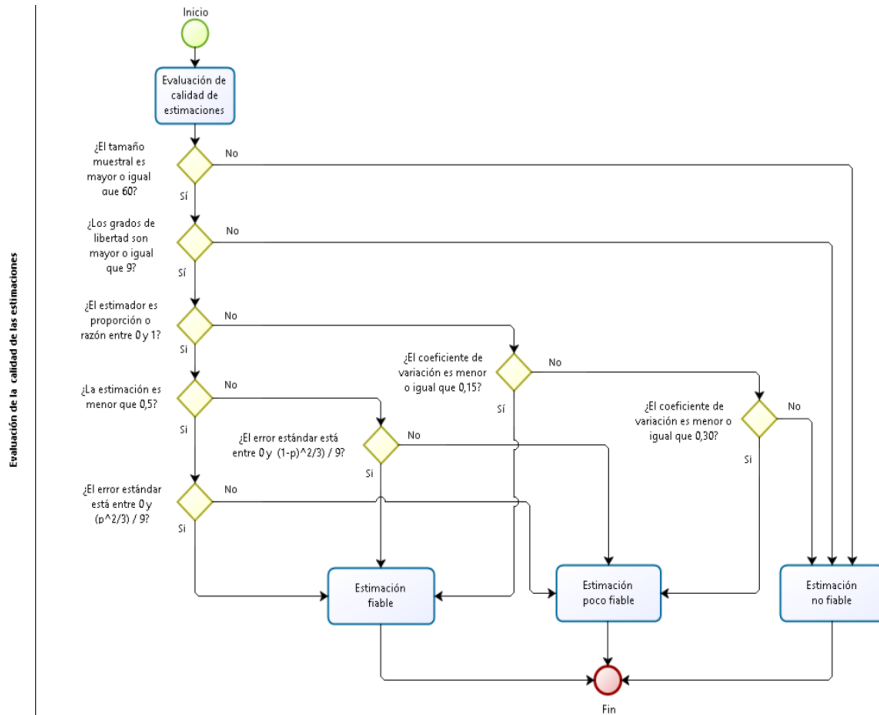 Evaluación de la calidad de las estimaciones
Inicio
Evaluación de
calidad de
estimaciones
¿El tamaño
muestral es
mayor o igual
que 60?
No
Sí
¿Los grados de
libertad son
mayor o igual
que 9?
No
Sí
¿El estimador es
proporción o
razón entre 0 y 1?
No
Si
¿El coeficiente de
variación es menor
o igual que 0,15?
No
Sí
¿La estimación es
menor que 0,5?
No
Si
¿El coeficiente de
variación es menor o
igual que 0,30?
No
Si
¿El error estándar está
entre 0 y (1-p)^2/3) / 9?
No
Si
¿El error estándar
está entre 0 y
(p^2/3) / 9?
No
Si
Estimación
fiable
Estimación
poco fiable
Estimación
no fiable
Fin